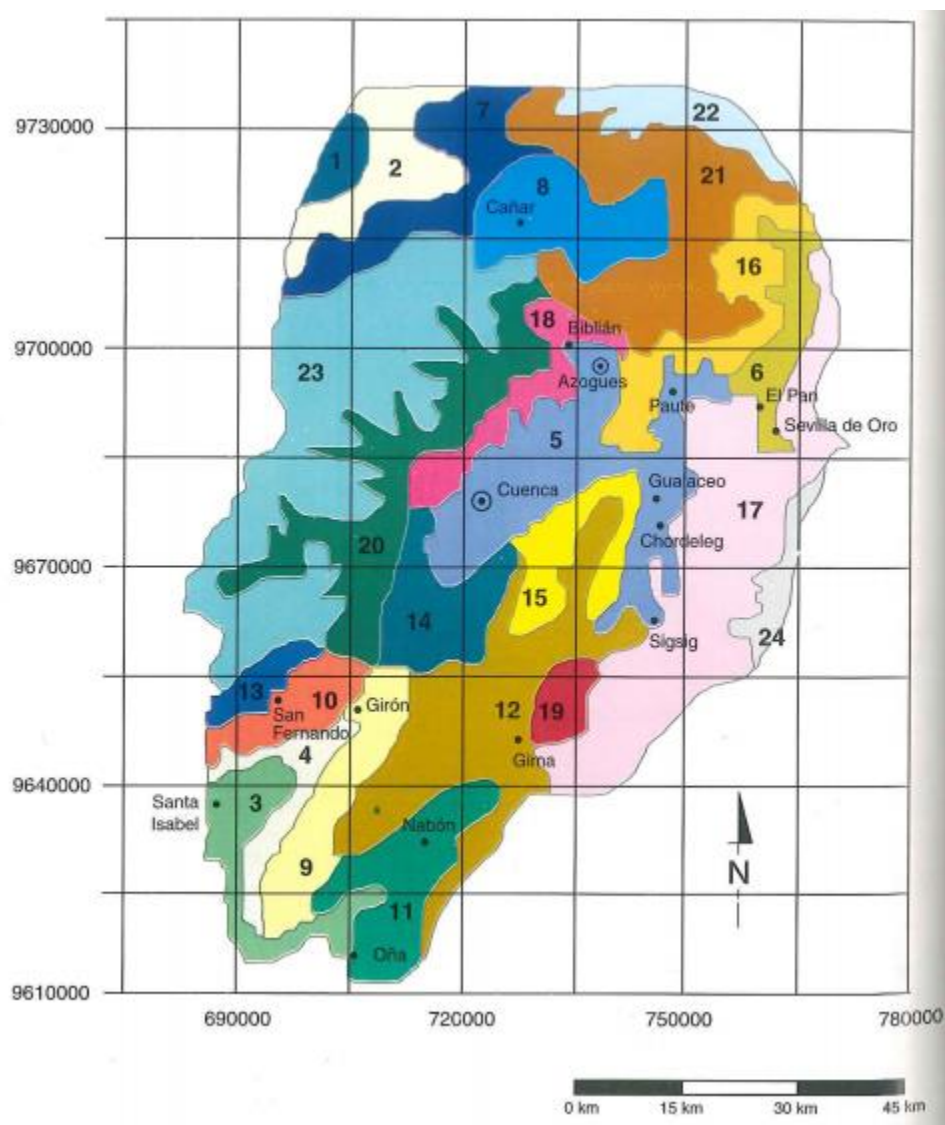 9730000
9700000
9670000
9640000
9610000
690000
720000
750000
780000
1
2
7
22
21
8
Cañar
16
18
Biblián
Azogues
6
El Pan
Paute
Sevilla de Oro
23
5
Cuenca
Gualaceo
17
Chordeleg
20
15
14
Sigsig
24
13
10
San
Fernando
Girón
12
19
Gima
4
3
Santa
Isabel
Nabón
9
11
Oña
N
0 km
15 km
30 km
45 km